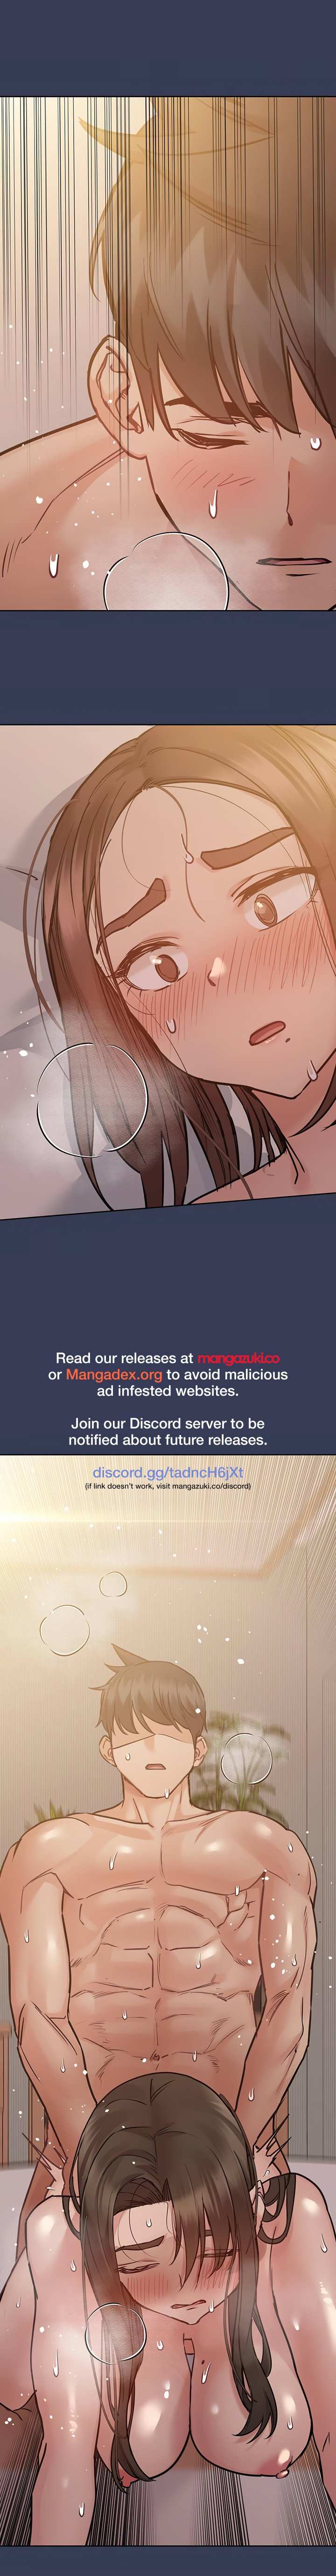 Read our releases at mangazuki.co
or Mangadex.org to avoid malicious
ad infested websites.
Join our Discord server to be
notified about future releases.
discord.gg/tadncH6jXt
(if link doesn't work, visit mangazuki.co/discord)